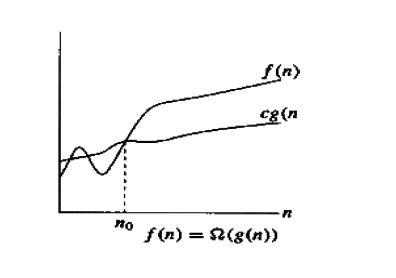 f(n)
cg(n
n
n₀
f(n) = Ω(g(n))